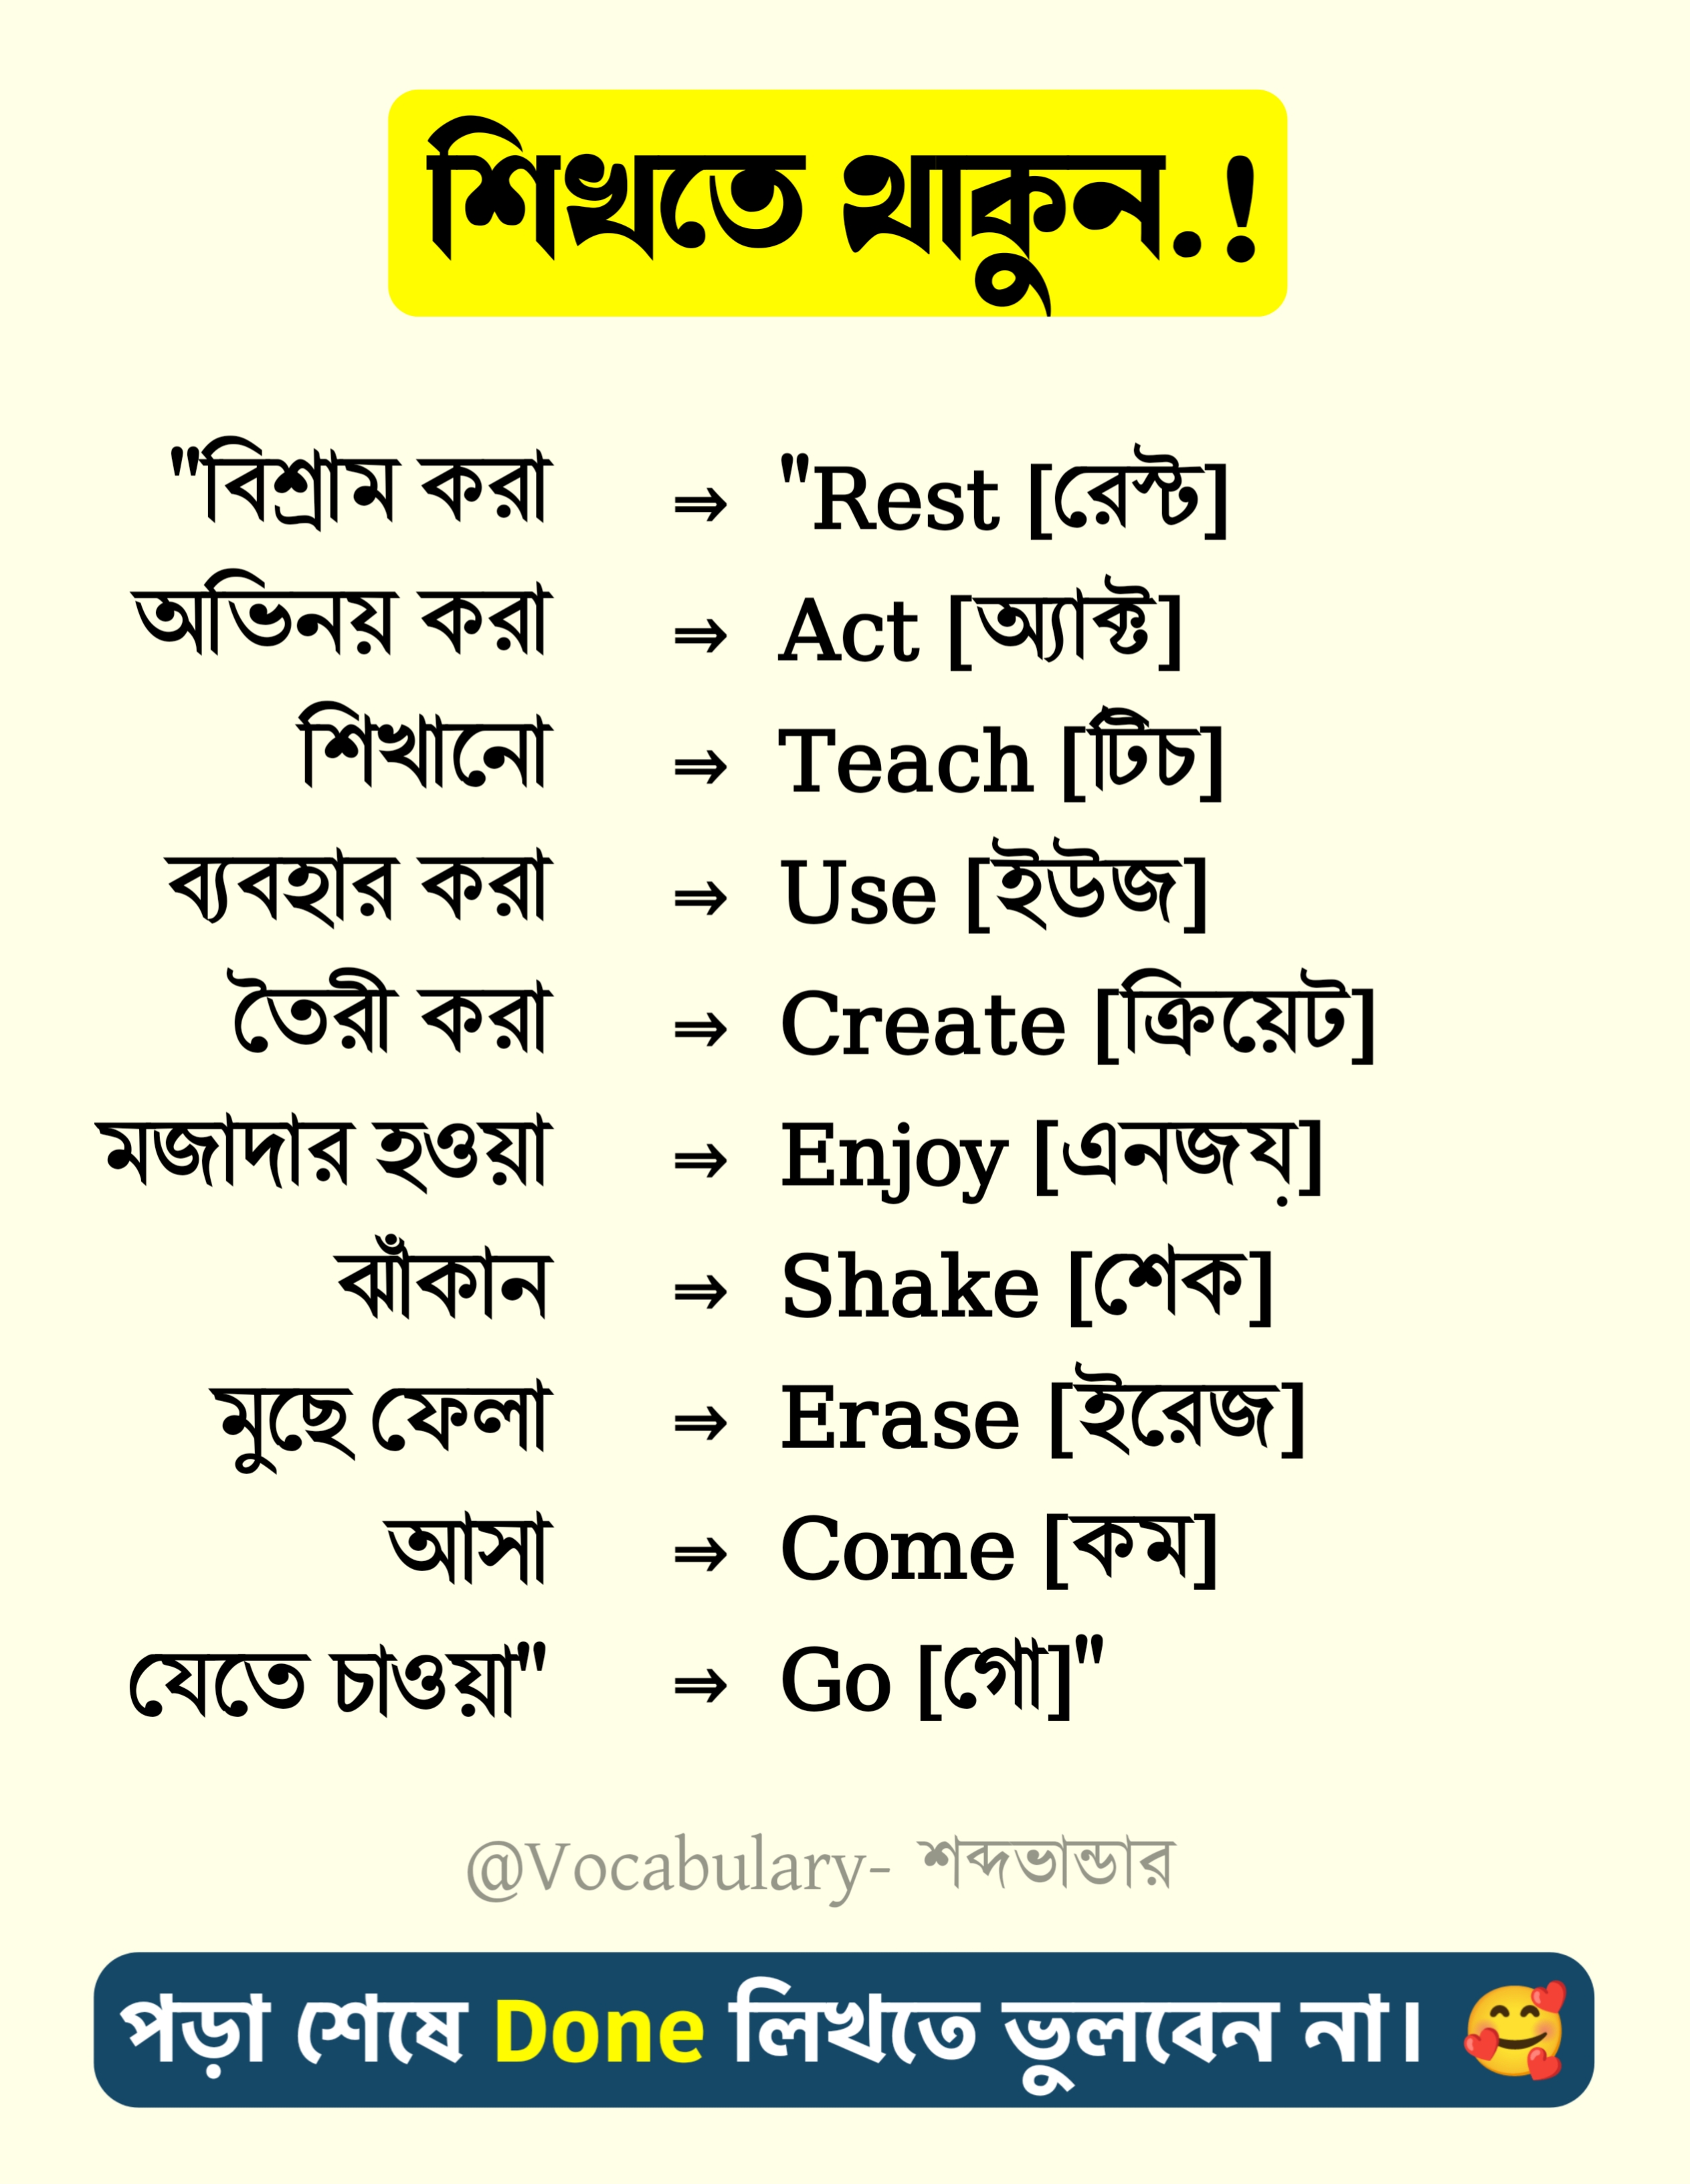 শিখতে থাকুন.!
"বিশ্রাম করা ⇒ "Rest [রেস্ট]
অভিনয় করা ⇒ Act [অ্যাক্ট]
শিখানো ⇒ Teach [টিচ]
ব্যবহার করা ⇒ Use [ইউজ]
তৈরী করা ⇒ Create [ক্রিয়েট]
মজাদার হওয়া ⇒ Enjoy [এনজয়]
ঝাঁকান ⇒ Shake [শেক]
মুছে ফেলা ⇒ Erase [ইরেজ]
আসা ⇒ Come [কম]
যেতে চাওয়া" ⇒ Go [গো]"
@Vocabulary- শব্দভাডার
পড়া শেষে Done লিখতে ভুলবেন না। 🥰